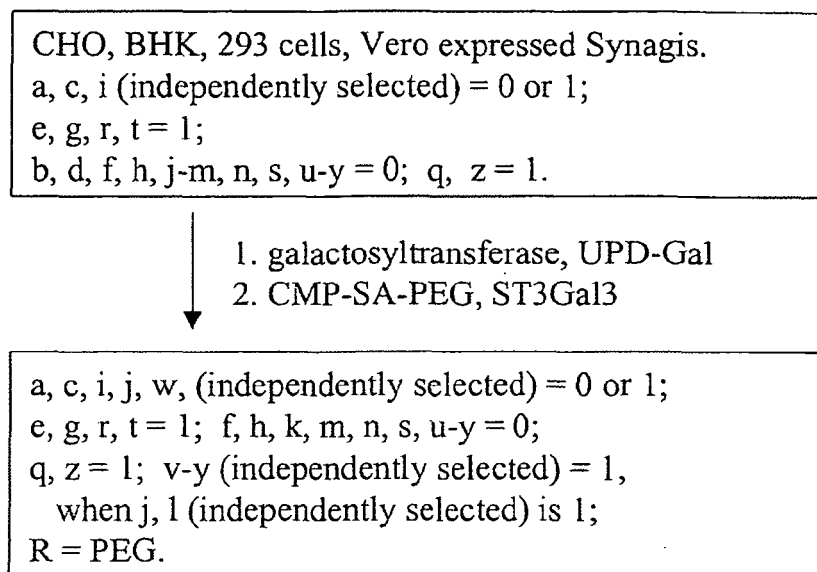 CHO, BHK, 293 cells, Vero expressed Synagis.
a, c, i (independently selected) = 0 or 1;
e, g, r, t = 1;
b, d, f, h, j-m, n, s, u-y = 0; q, z = 1.
1. galactosyltransferase, UPD-Gal
2. CMP-SA-PEG, ST3Gal3
a, c, i, j, w, (independently selected) = 0 or 1;
e, g, r, t = 1; f, h, k, m, n, s, u-y = 0;
q, z = 1; v-y (independently selected) = 1,
when j, l (independently selected) is 1;
R = PEG.